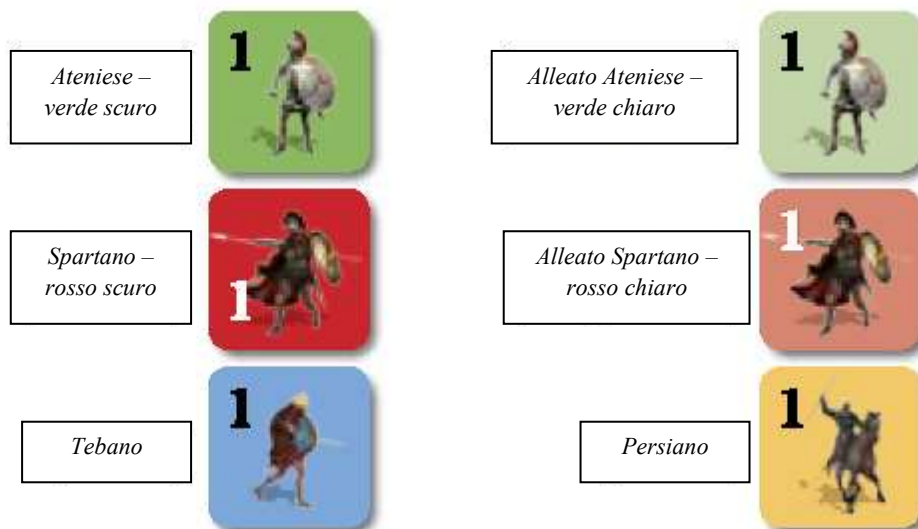 Ateniese –
verde scuro
1
Alleato Ateniese –
verde chiaro
1
Spartano –
rosso scuro
1
Alleato Spartano –
rosso chiaro
1
Tebano
1
Persiano
1